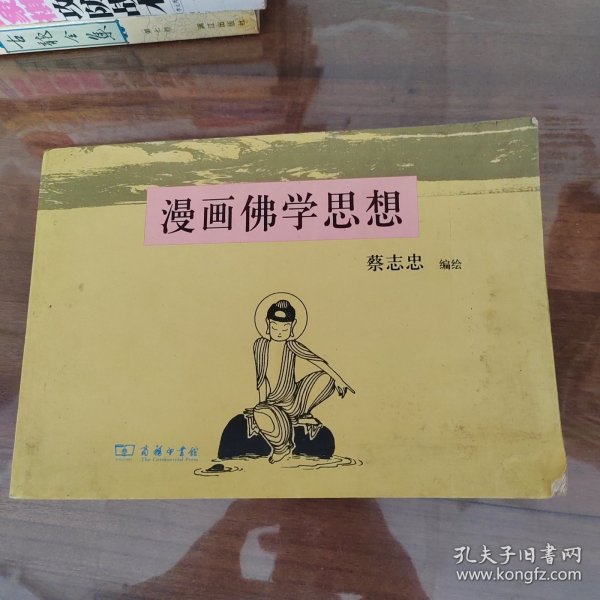 漫画佛学思想
蔡志忠 编绘
商务印书馆
The Commercial Press
孔夫子旧书网
www.kongfz.com